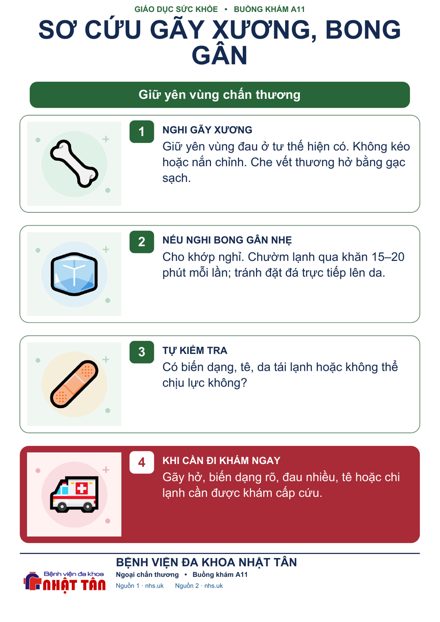 GIÁO DỤC SỨC KHỎE • BUỒNG KHÁM A11
SƠ CỨU GÃY XƯƠNG, BONG
GÂN
Giữ yên vùng chấn thương
1
NGHI GÃY XƯƠNG
Giữ yên vùng đau ở tư thế hiện có. Không kéo
hoặc nắn chỉnh. Che vết thương hở bằng gạc
sạch.
2
NẾU NGHI BONG GÂN NHẸ
Cho khớp nghỉ. Chườm lạnh qua khăn 15–20
phút mỗi lần; tránh đặt đá trực tiếp lên da.
3
TỰ KIỂM TRA
Có biến dạng, tê, da tái lạnh hoặc không thể
chịu lực không?
4
KHI CẦN ĐI KHÁM NGAY
Gãy hở, biến dạng rõ, đau nhiều, tê hoặc chi
lạnh cần được khám cấp cứu.
Bệnh viện đa khoa
NHẬT TÂN
BỆNH VIỆN ĐA KHOA NHẬT TÂN
Ngoại chấn thương • Buồng khám A11
Nguồn 1 · nhs.uk Nguồn 2 · nhs.uk